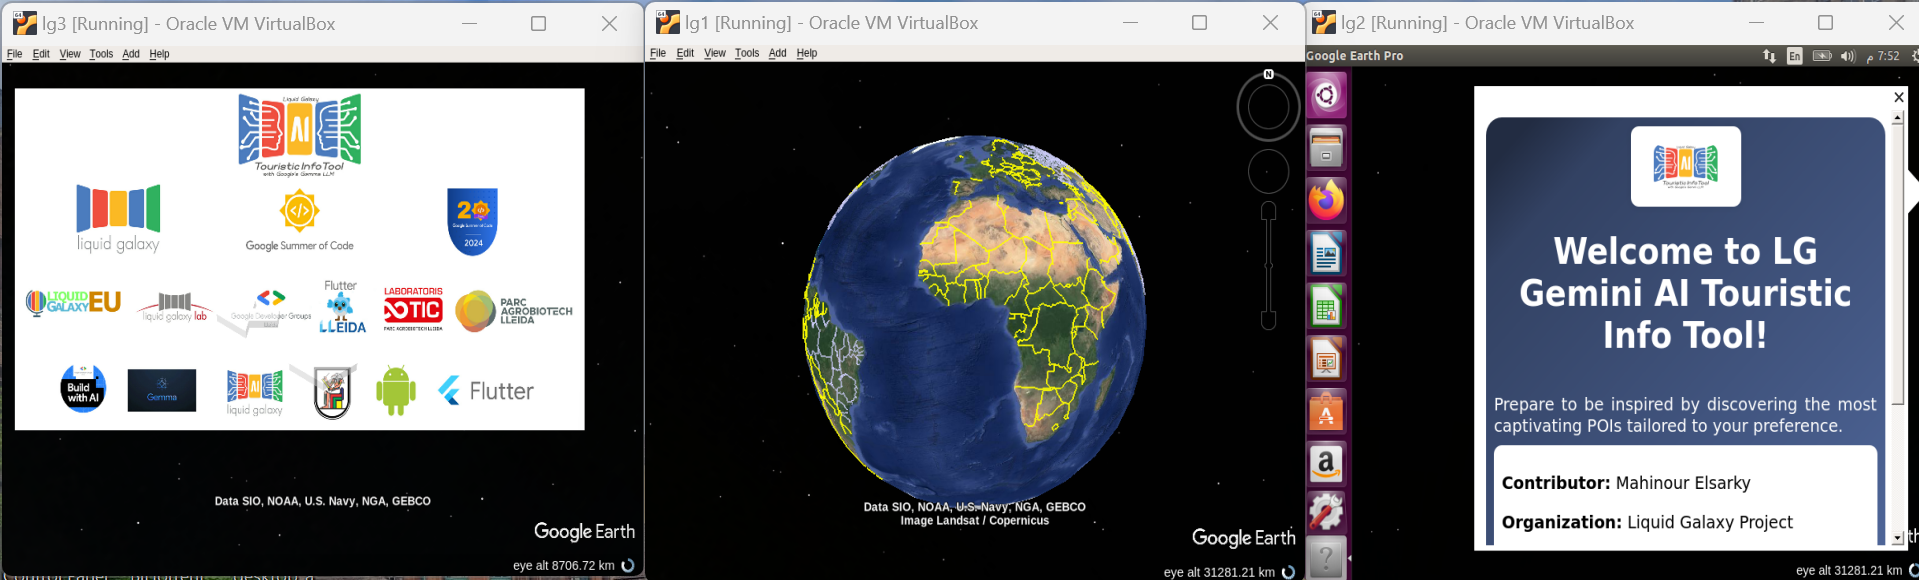 lg3 [Running] - Oracle VM VirtualBox
File Edit View Tools Add Help
Liquid Galaxy
AI
Touristic Info Tool
with Google's Gemma LLM
liquid galaxy
Google Summer of Code
20
Google Summer of Code
2024
LIQUID GALAXY EU
liquid galaxy lab
Google Developer Groups
Flutter
LLEIDA
LABORATORIS
TIC
PARC AGROBIOTECH LLEIDA
PARC
AGROBIOTECH
LLEIDA
Build
with AI
Gemma
AI
liquid galaxy
Flutter
Data SIO, NOAA, U.S. Navy, NGA, GEBCO
Google Earth
eye alt 8706.72 km
lg1 [Running] - Oracle VM VirtualBox
File Edit View Tools Add Help
N
Data SIO, NOAA, U.S. Navy, NGA, GEBCO
Image Landsat / Copernicus
Google Earth
eye alt 31281.21 km
lg2 [Running] - Oracle VM VirtualBox
Google Earth Pro
En
م 7:52
AI
Touristic Info Tool
Welcome to LG
Gemini AI Touristic
Info Tool!
Prepare to be inspired by discovering the most
captivating POIs tailored to your preference.
Contributor: Mahinour Elsarky
Organization: Liquid Galaxy Project
eye alt 31281.21 km